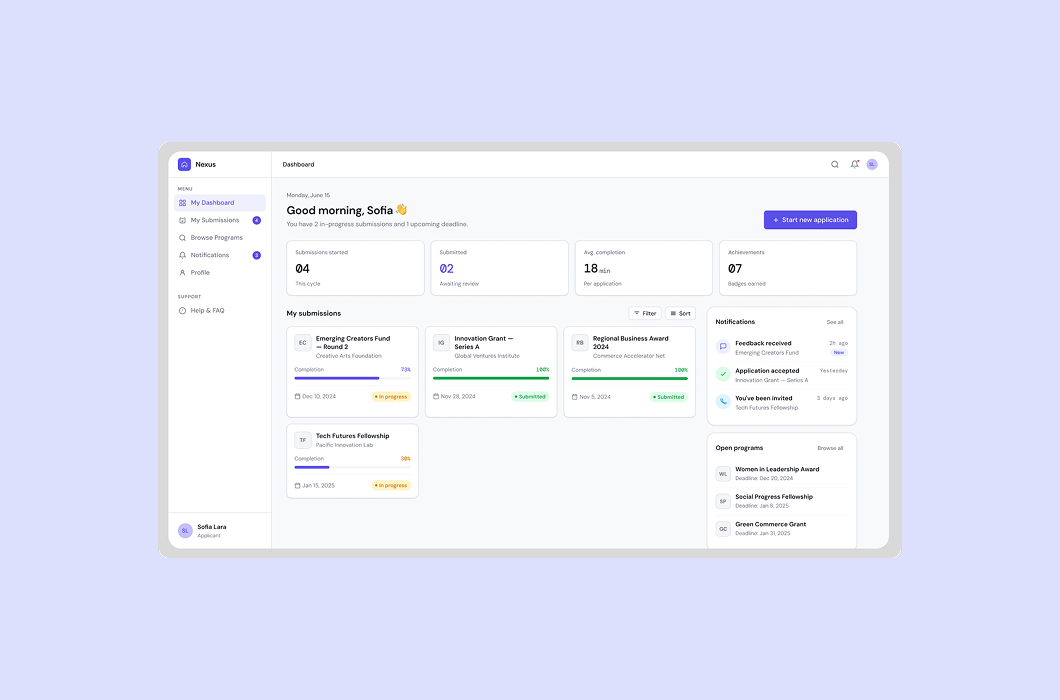 Nexus
Dashboard
SL
MENU
My Dashboard
My Submissions 4
Browse Programs
Notifications 3
Profile
SUPPORT
Help & FAQ
Sofia Lara
SL
Applicant
Monday, June 15
Good morning, Sofia 👋
You have 2 in-progress submissions and 1 upcoming deadline.
+ Start new application
Submissions started
04
This cycle
Submitted
02
Awaiting review
Avg. completion
18 min
Per application
Achievements
07
Badges earned
My submissions
Filter
Sort
EC
Emerging Creators Fund
— Round 2
Creative Arts Foundation
Completion 73%
Dec 10, 2024 In progress
IG
Innovation Grant —
Series A
Global Ventures Institute
Completion 100%
Nov 28, 2024 Submitted
RB
Regional Business Award
2024
Commerce Accelerator Net
Completion 100%
Nov 5, 2024 Submitted
TF
Tech Futures Fellowship
Pacific Innovation Lab
Completion 30%
Jan 15, 2025 In progress
Notifications See all
Feedback received 2h ago
Emerging Creators Fund New
Application accepted Yesterday
Innovation Grant — Series A
You've been invited 3 days ago
Tech Futures Fellowship
Open programs Browse all
WL
Women in Leadership Award
Deadline: Dec 20, 2024
SP
Social Progress Fellowship
Deadline: Jan 8, 2025
GC
Green Commerce Grant
Deadline: Jan 31, 2025